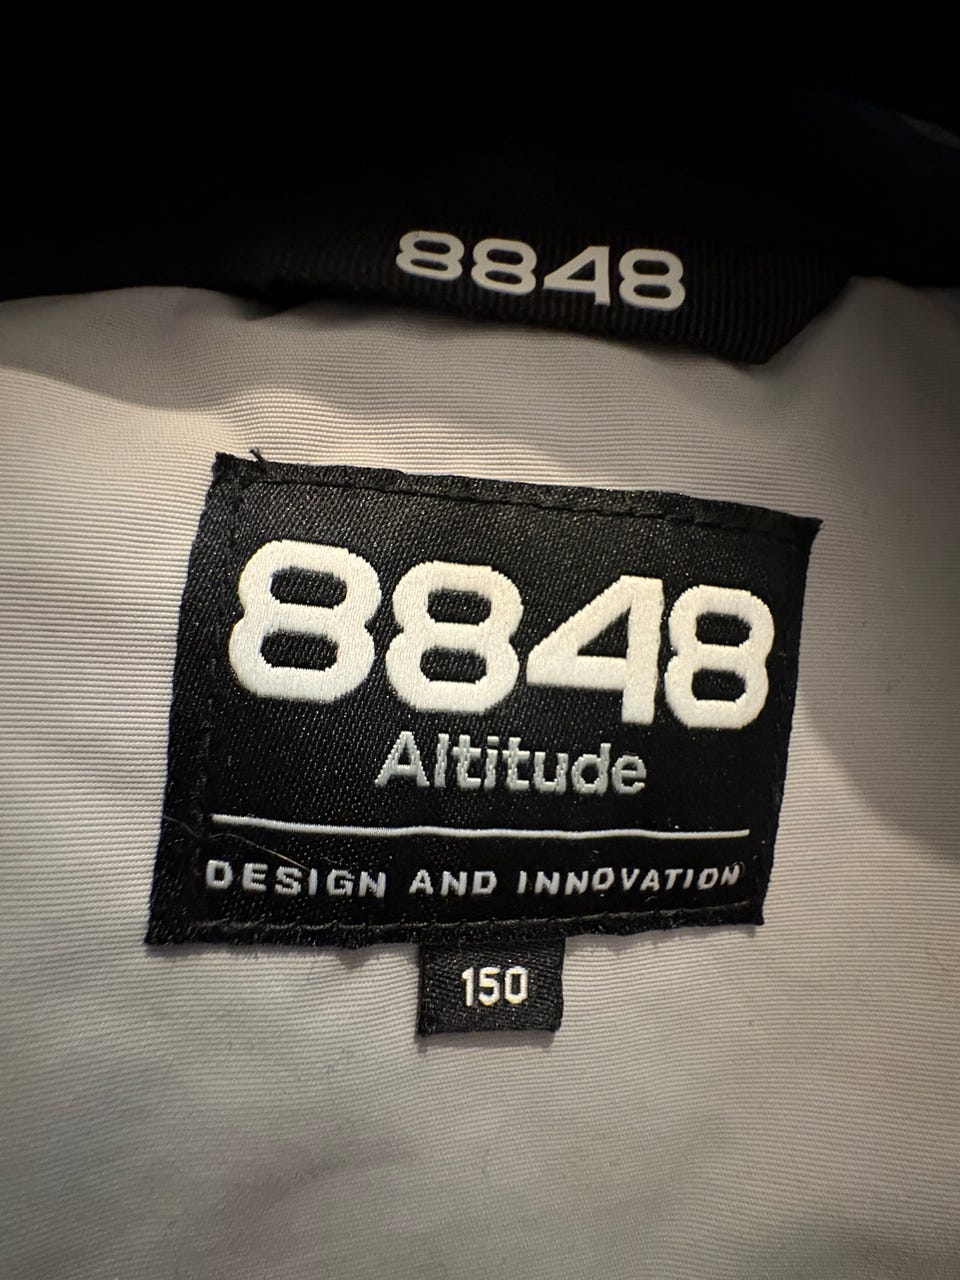 8848
8848
Altitude
DESIGN AND INNOVATION
150